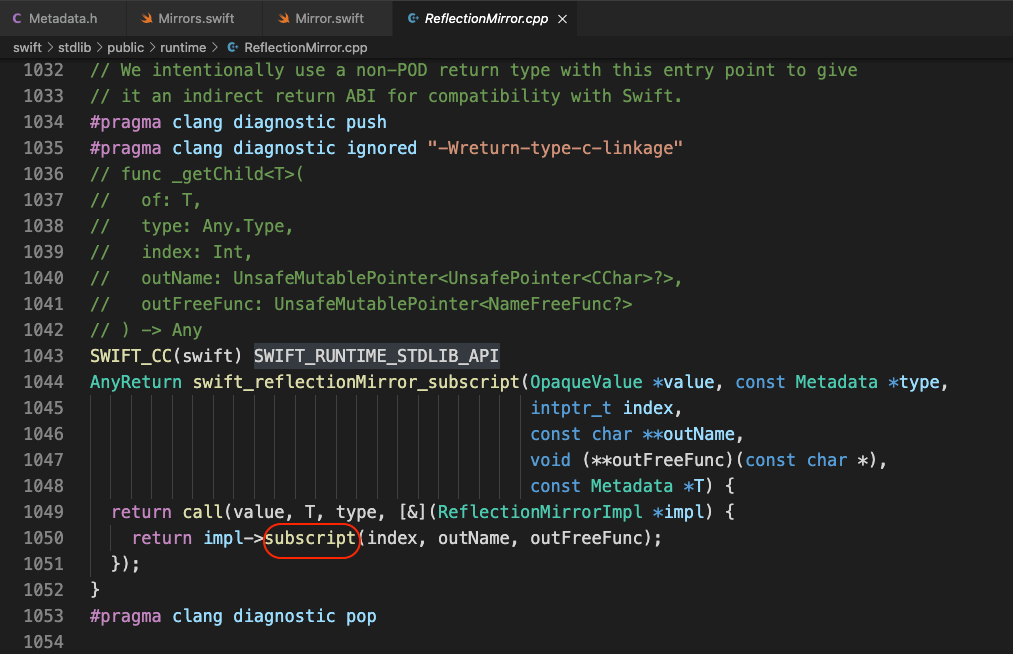 Metadata.h Mirrors.swift Mirror.swift ReflectionMirror.cpp
swift > stdlib > public > runtime > ReflectionMirror.cpp
1032 // We intentionally use a non-POD return type with this entry point to give
1033 // it an indirect return ABI for compatibility with Swift.
1034 #pragma clang diagnostic push
1035 #pragma clang diagnostic ignored "-Wreturn-type-c-linkage"
1036 // func _getChild<T>(
1037 //   of: T,
1038 //   type: Any.Type,
1039 //   index: Int,
1040 //   outName: UnsafeMutablePointer<UnsafePointer<CChar>?>,
1041 //   outFreeFunc: UnsafeMutablePointer<NameFreeFunc?>
1042 // ) -> Any
1043 SWIFT_CC(swift) SWIFT_RUNTIME_STDLIB_API
1044 AnyReturn swift_reflectionMirror_subscript(OpaqueValue *value, const Metadata *type,
1045                                            intptr_t index,
1046                                            const char **outName,
1047                                            void (**outFreeFunc)(const char *),
1048                                            const Metadata *T) {
1049   return call(value, T, type, [&](ReflectionMirrorImpl *impl) {
1050     return impl->subscript(index, outName, outFreeFunc);
1051   });
1052 }
1053 #pragma clang diagnostic pop
1054